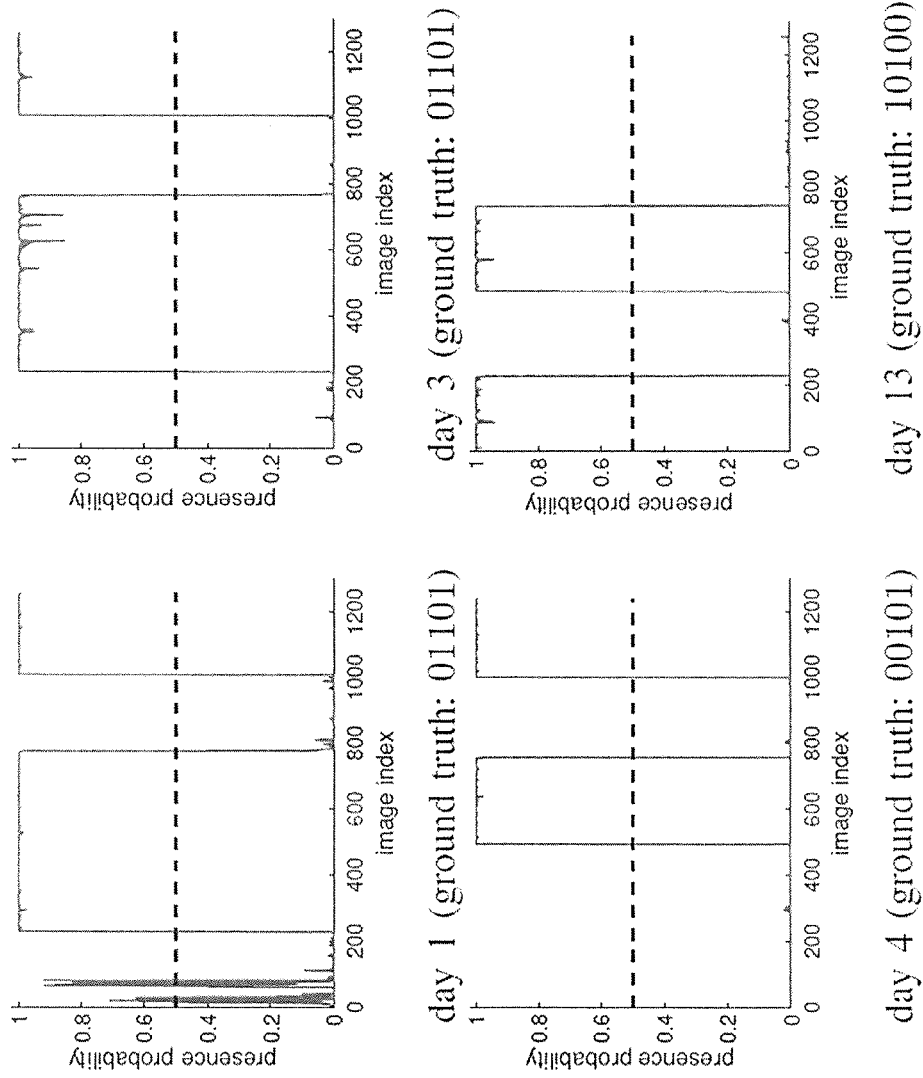 1
0.8
0.6
0.4
0.2
0
presence probability
0 200 400 600 800 1000 1200
image index
day 1 (ground truth: 01101)
1
0.8
0.6
0.4
0.2
0
presence probability
0 200 400 600 800 1000 1200
image index
day 3 (ground truth: 01101)
1
0.8
0.6
0.4
0.2
0
presence probability
0 200 400 600 800 1000 1200
image index
day 4 (ground truth: 00101)
1
0.8
0.6
0.4
0.2
0
presence probability
0 200 400 600 800 1000 1200
image index
day 13 (ground truth: 10100)